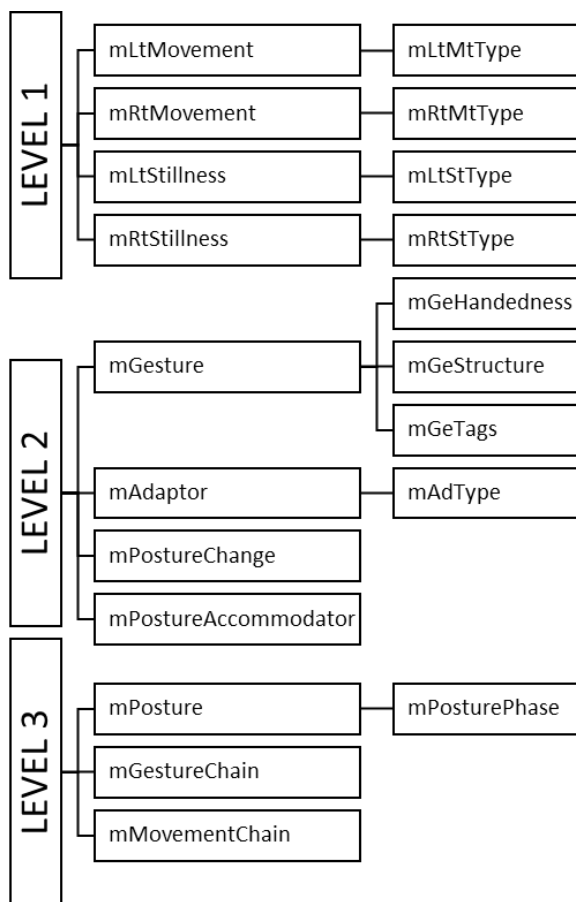 LEVEL 1
mLtMovement
mLtMtType
mRtMovement
mRtMtType
mLtStillness
mLtStType
mRtStillness
mRtStType
LEVEL 2
mGesture
mGeHandedness
mGeStructure
mGeTags
mAdaptor
mAdType
mPostureChange
mPostureAccommodator
LEVEL 3
mPosture
mPosturePhase
mGestureChain
mMovementChain